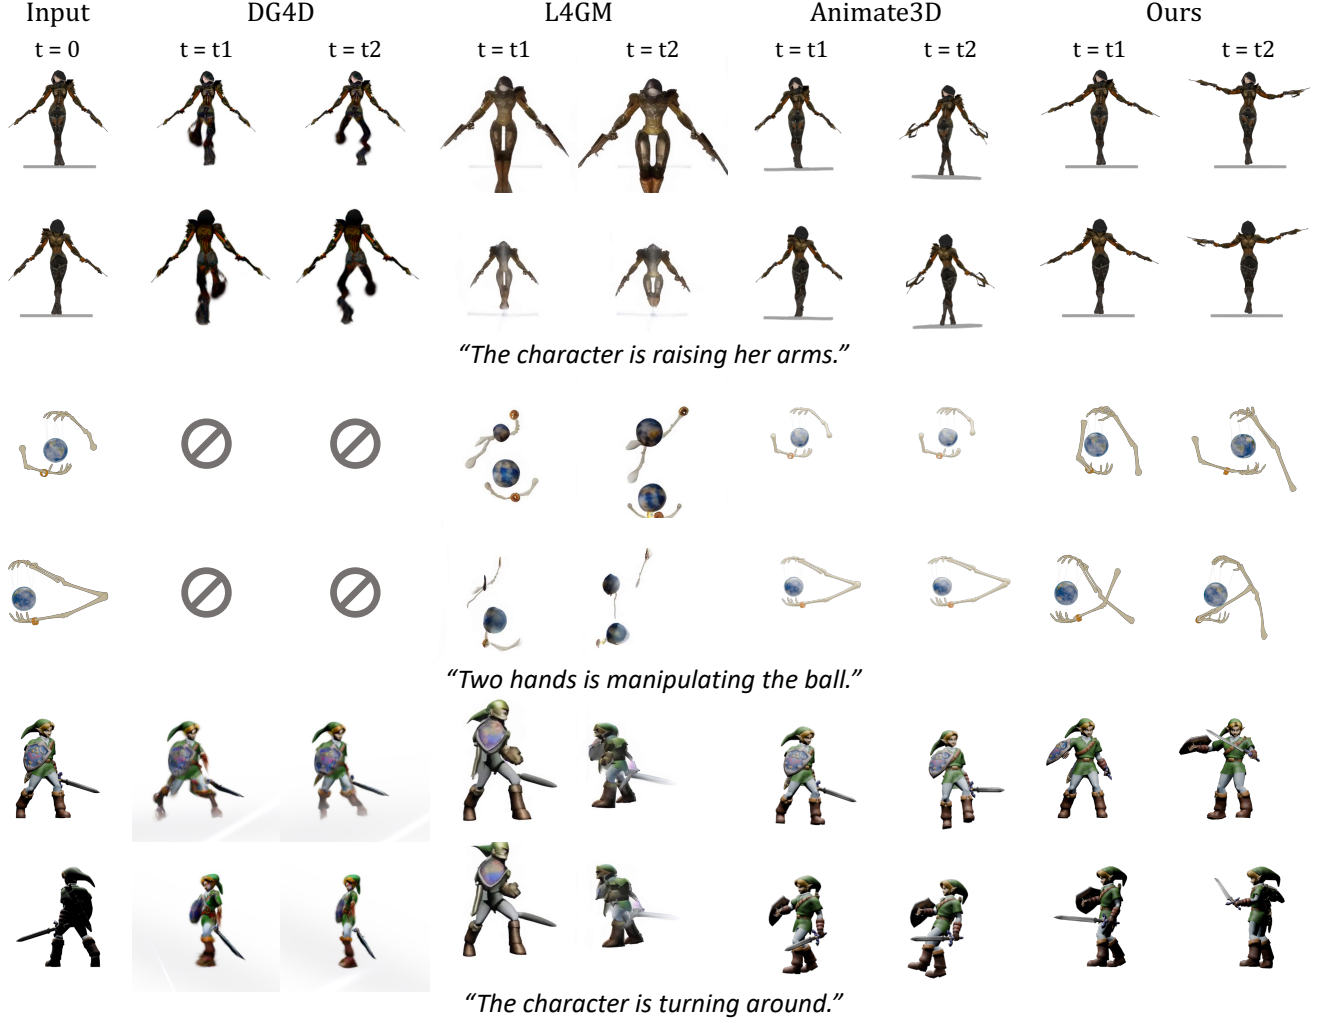 Input DG4D L4GM Animate3D Ours
t = 0 t = t1 t = t2 t = t1 t = t2 t = t1 t = t2 t = t1 t = t2
“The character is raising her arms.”
“Two hands is manipulating the ball.”
“The character is turning around.”